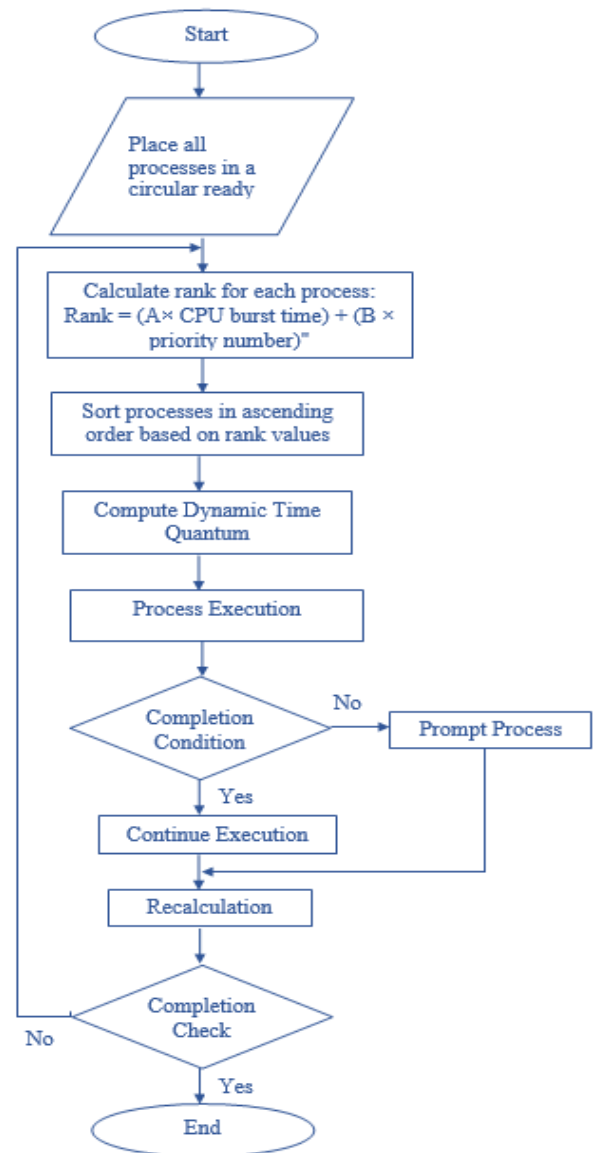 Start
Place all
processes in a
circular ready
Calculate rank for each process:
Rank = (A× CPU burst time) + (B ×
priority number)"
Sort processes in ascending
order based on rank values
Compute Dynamic Time
Quantum
Process Execution
Completion
Condition
No
Prompt Process
Yes
Continue Execution
Recalculation
Completion
Check
No
Yes
End